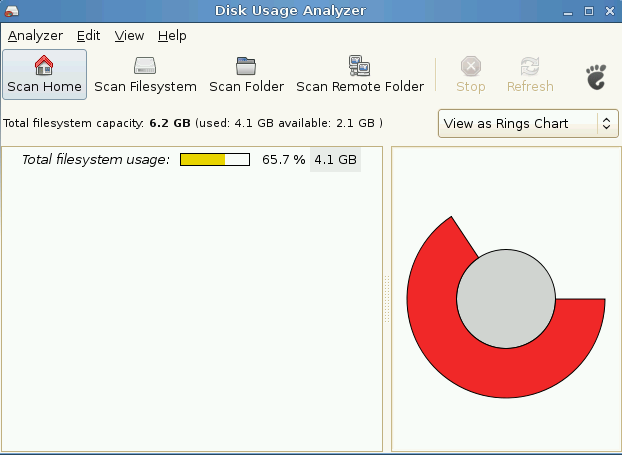 Disk Usage Analyzer
Analyzer Edit View Help
Scan Home Scan Filesystem Scan Folder Scan Remote Folder Stop Refresh
Total filesystem capacity: 6.2 GB (used: 4.1 GB available: 2.1 GB ) View as Rings Chart
Total filesystem usage: 65.7 % 4.1 GB